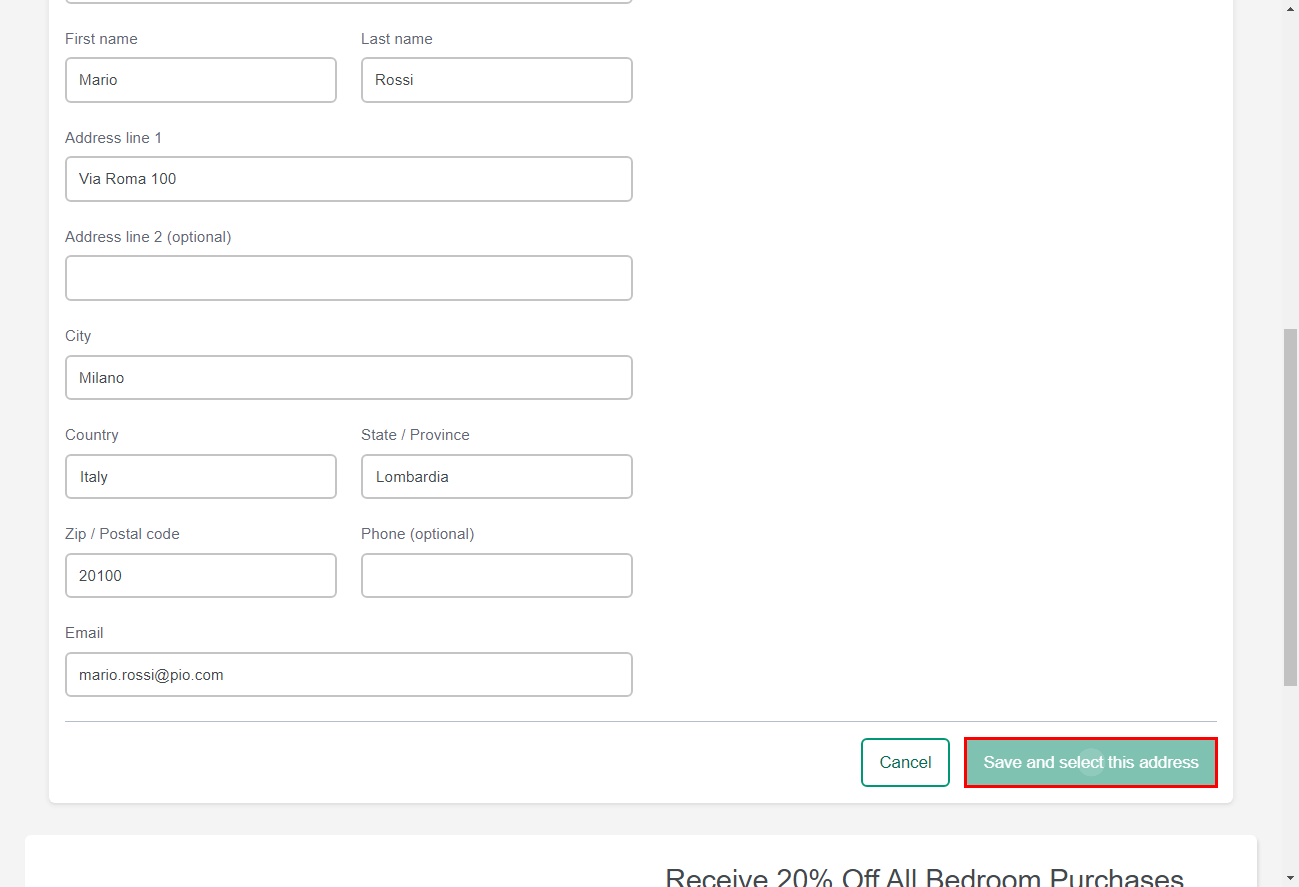 First name
Last name
Mario
Rossi
Address line 1
Via Roma 100
Address line 2 (optional)
City
Milano
Country
State / Province
Italy
Lombardia
Zip / Postal code
Phone (optional)
20100
Email
mario.rossi@pio.com
Cancel
Save and select this address
Receive 20% Off All Bedroom Purchases